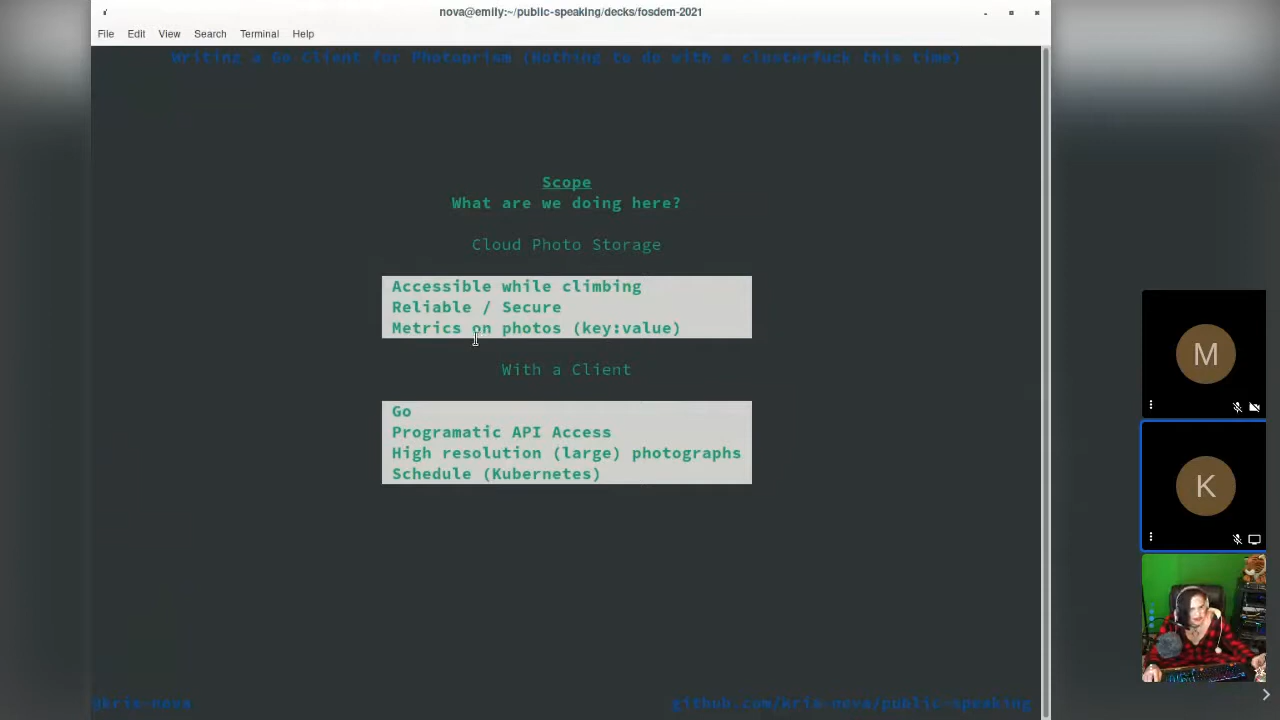 nova@emily:~/public-speaking/decks/fosdem-2021
File Edit View Search Terminal Help
Writing a Go Client for Photoprism (Nothing to do with a clusterfuck this time)
Scope
What are we doing here?
Cloud Photo Storage
Accessible while climbing
Reliable / Secure
Metrics on photos (key:value)
With a Client
Go
Programatic API Access
High resolution (large) photographs
Schedule (Kubernetes)
M
K
@kris-nova
github.com/kris-nova/public-speaking